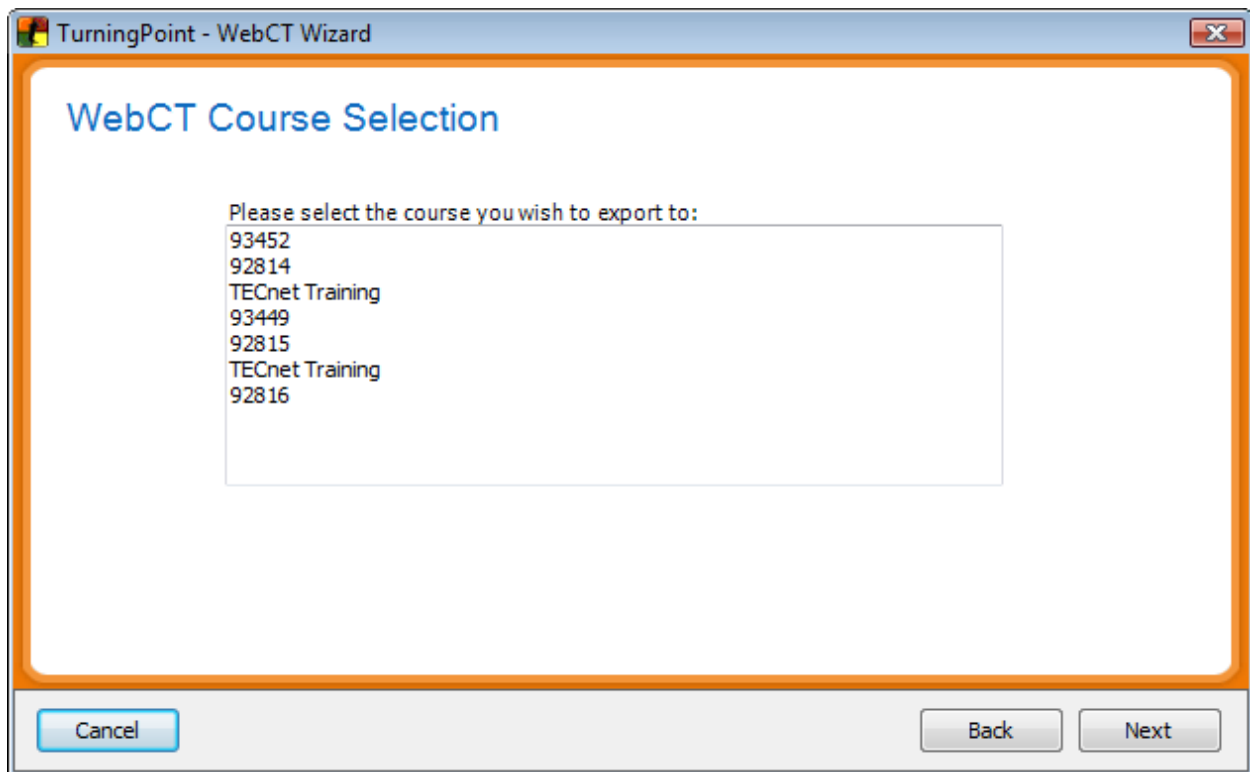 TurningPoint - WebCT Wizard
WebCT Course Selection
Please select the course you wish to export to:
93452
92814
TECnet Training
93449
92815
TECnet Training
92816
Cancel
Back
Next